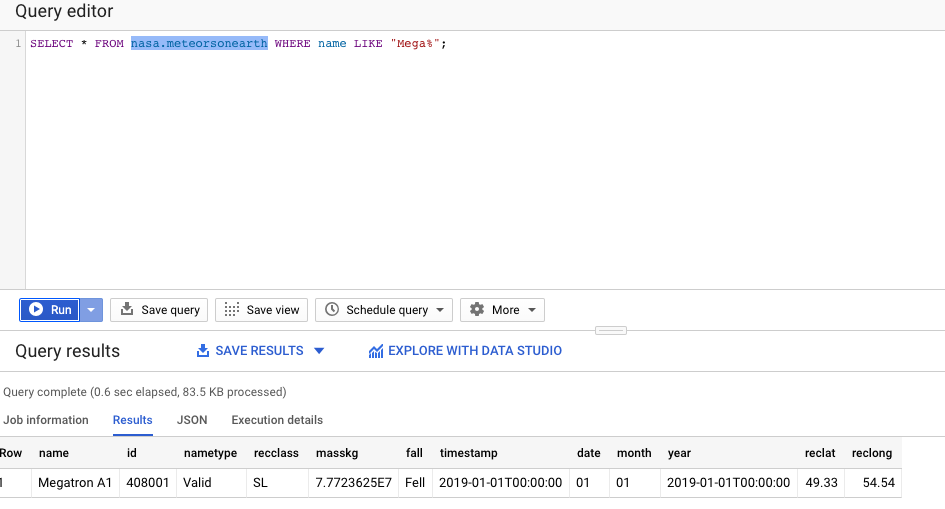 Query editor
1 SELECT * FROM nasa.meteorsonearth WHERE name LIKE "Mega%";
Run Save query Save view Schedule query More
Query results SAVE RESULTS EXPLORE WITH DATA STUDIO
Query complete (0.6 sec elapsed, 83.5 KB processed)
Job information Results JSON Execution details
Row name id nametype recclass masskg fall timestamp date month year reclat reclong
1 Megatron A1 408001 Valid SL 7.7723625E7 Fell 2019-01-01T00:00:00 01 01 2019-01-01T00:00:00 49.33 54.54